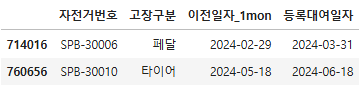 자전거번호 고장구분 이전일자_1mon 등록대여일자
714016 SPB-30006 페달 2024-02-29 2024-03-31
760656 SPB-30010 타이어 2024-05-18 2024-06-18